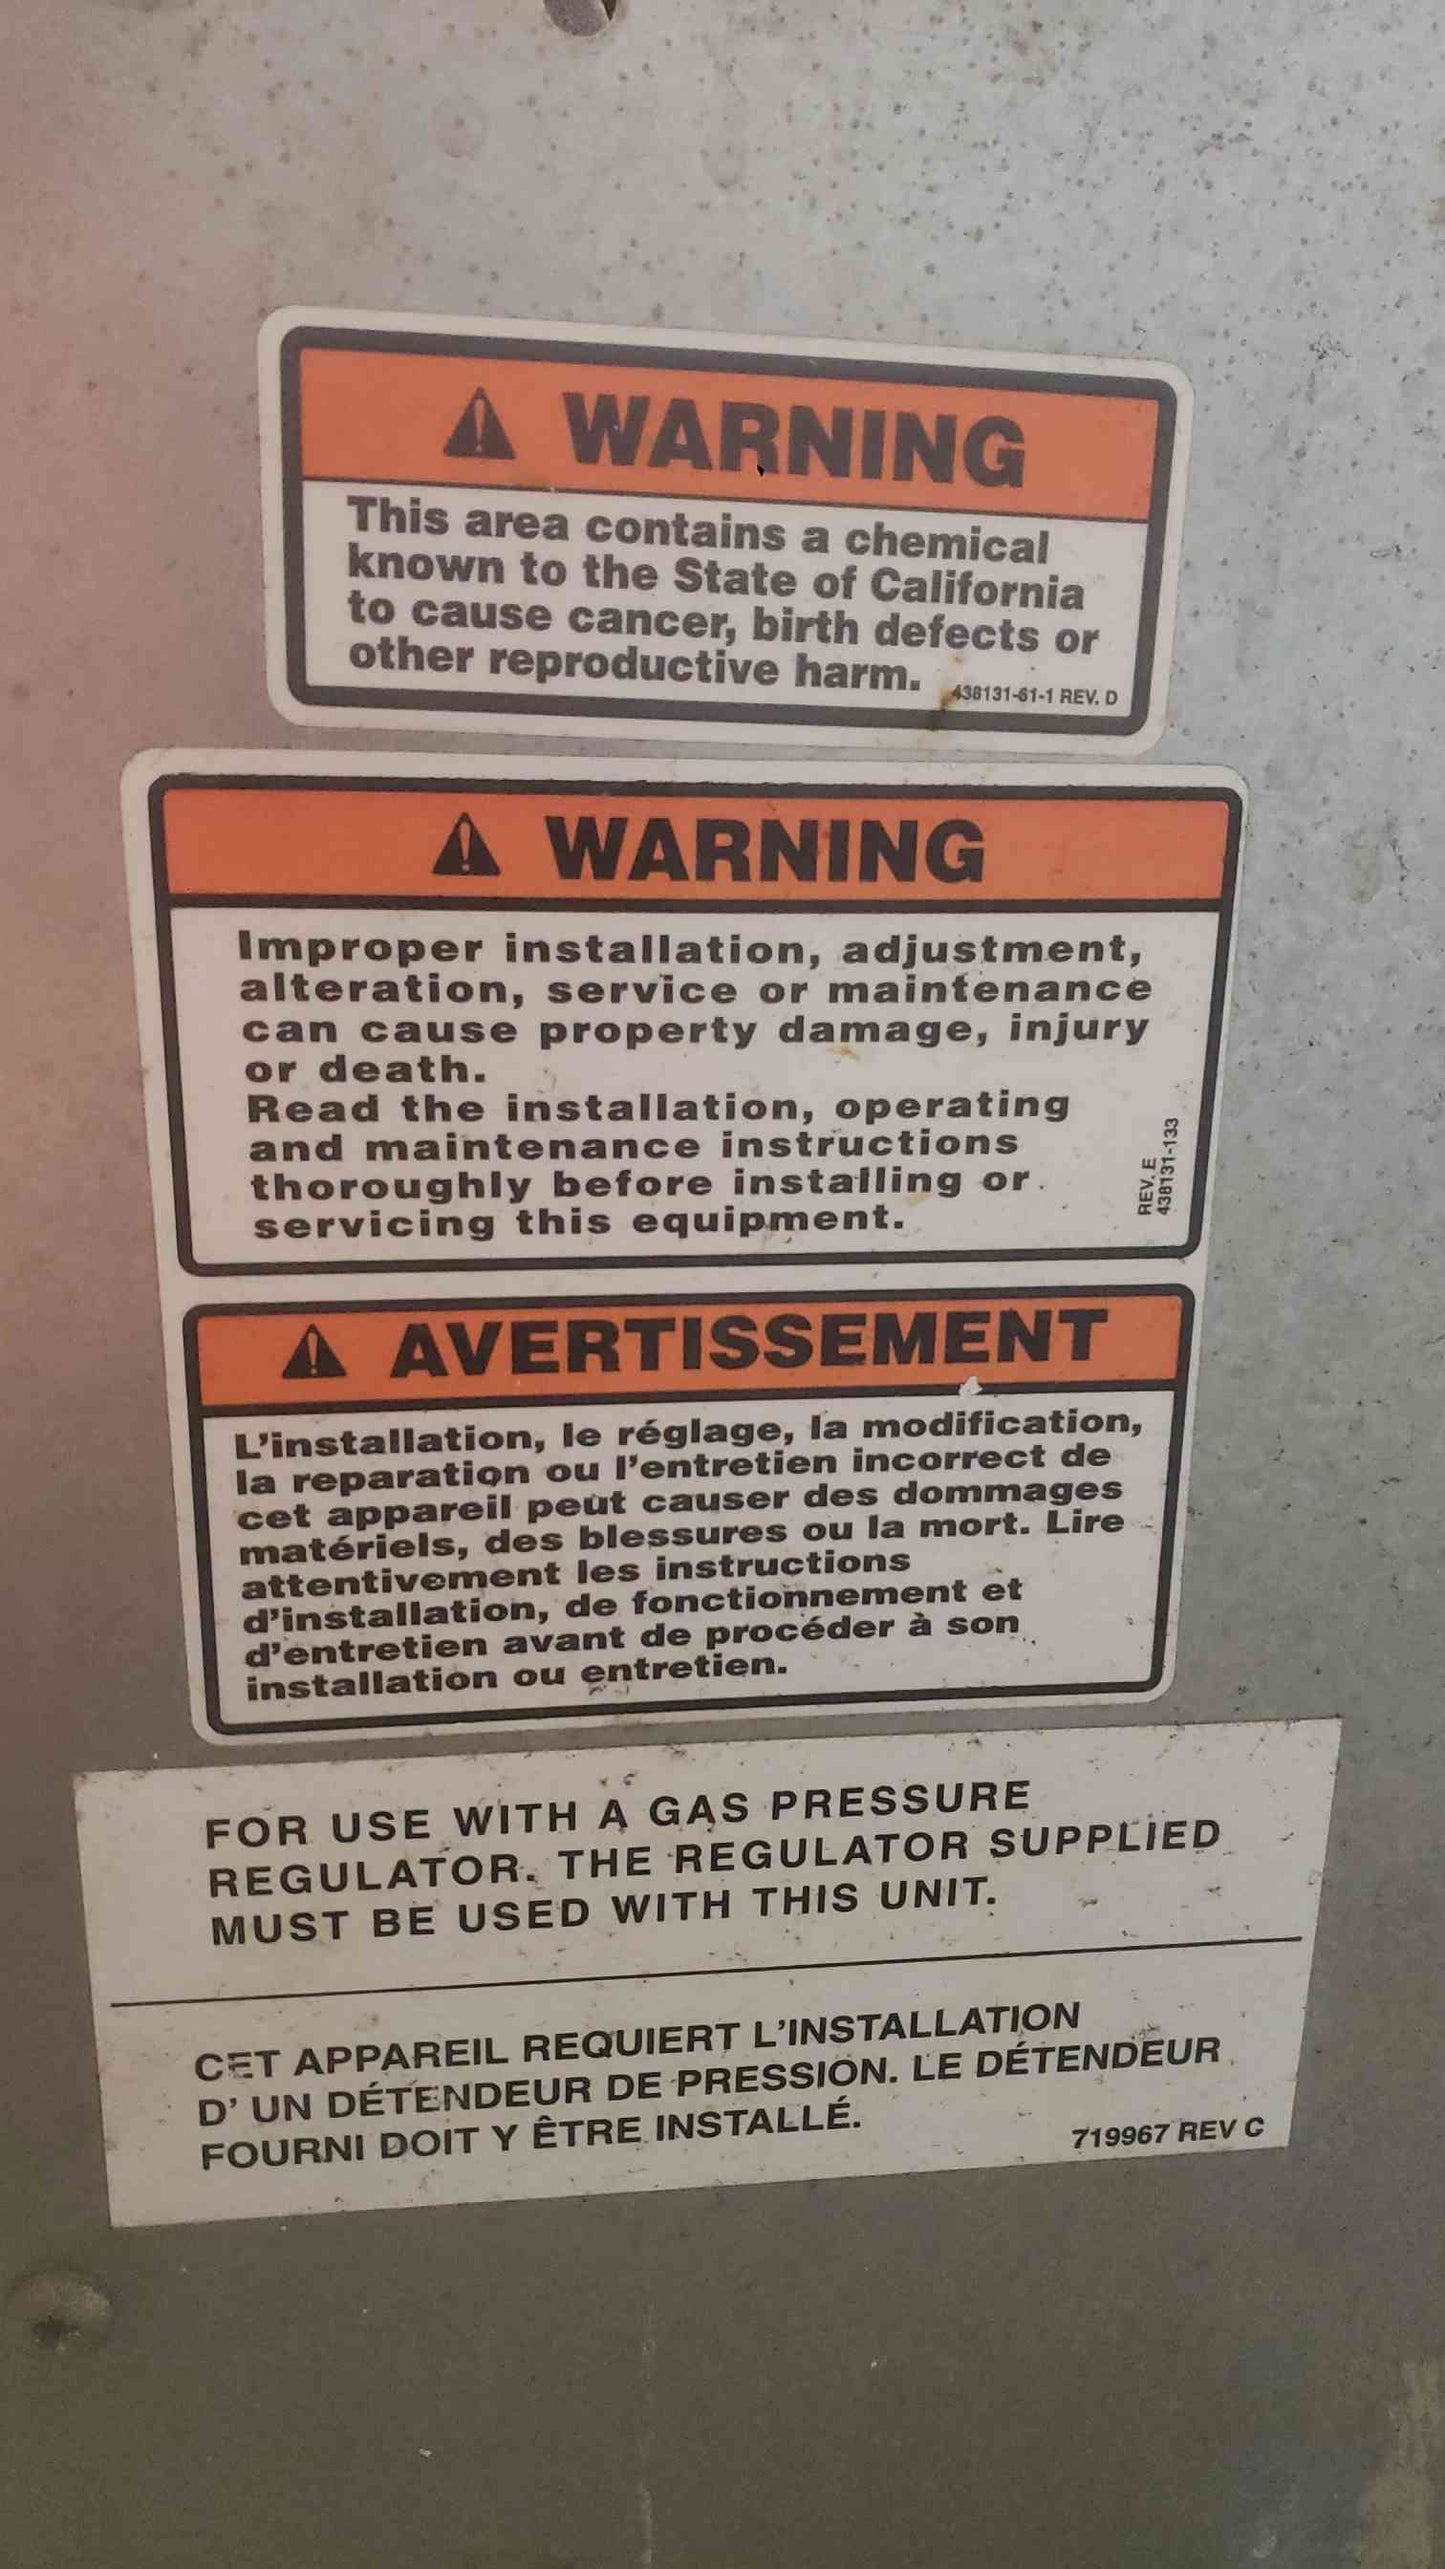 WARNING
This area contains a chemical
known to the State of California
to cause cancer, birth defects or
other reproductive harm.
438131-61-1 REV. D
WARNING
Improper installation, adjustment,
alteration, service or maintenance
can cause property damage, injury
or death.
Read the installation, operating
and maintenance instructions
thoroughly before installing or
servicing this equipment.
REV. E
438131-133
AVERTISSEMENT
L'installation, le réglage, la modification,
la reparation ou l'entretien incorrect de
cet appareil peut causer des dommages
matériels, des blessures ou la mort. Lire
attentivement les instructions
d'installation, de fonctionnement et
d'entretien avant de procéder à son
installation ou entretien.
FOR USE WITH A GAS PRESSURE
REGULATOR. THE REGULATOR SUPPLIED
MUST BE USED WITH THIS UNIT.
CET APPAREIL REQUIERT L'INSTALLATION
D' UN DÉTENDEUR DE PRESSION. LE DÉTENDEUR
FOURNI DOIT Y ÊTRE INSTALLÉ.
719967 REV C